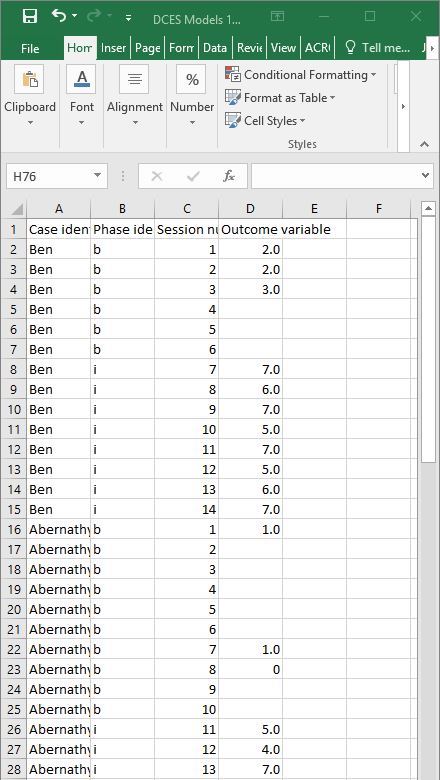 DCES Models 1...
File Hor Inser Page Forr Data Revi View ACR Tell me...
Clipboard Font Alignment Number
A %
Conditional Formatting
Format as Table
Cell Styles
Styles
H76 fx
A B C D E F
1 Case iden Phase ide Session nu Outcome variable
2 Ben b 1 2.0
3 Ben b 2 2.0
4 Ben b 3 3.0
5 Ben b 4
6 Ben b 5
7 Ben b 6
8 Ben i 7 7.0
9 Ben i 8 6.0
10 Ben i 9 7.0
11 Ben i 10 5.0
12 Ben i 11 7.0
13 Ben i 12 5.0
14 Ben i 13 6.0
15 Ben i 14 7.0
16 Abernathy b 1 1.0
17 Abernathy b 2
18 Abernathy b 3
19 Abernathy b 4
20 Abernathy b 5
21 Abernathy b 6
22 Abernathy b 7 1.0
23 Abernathy b 8 0
24 Abernathy b 9
25 Abernathy b 10
26 Abernathy i 11 5.0
27 Abernathy i 12 4.0
28 Abernathy i 13 7.0